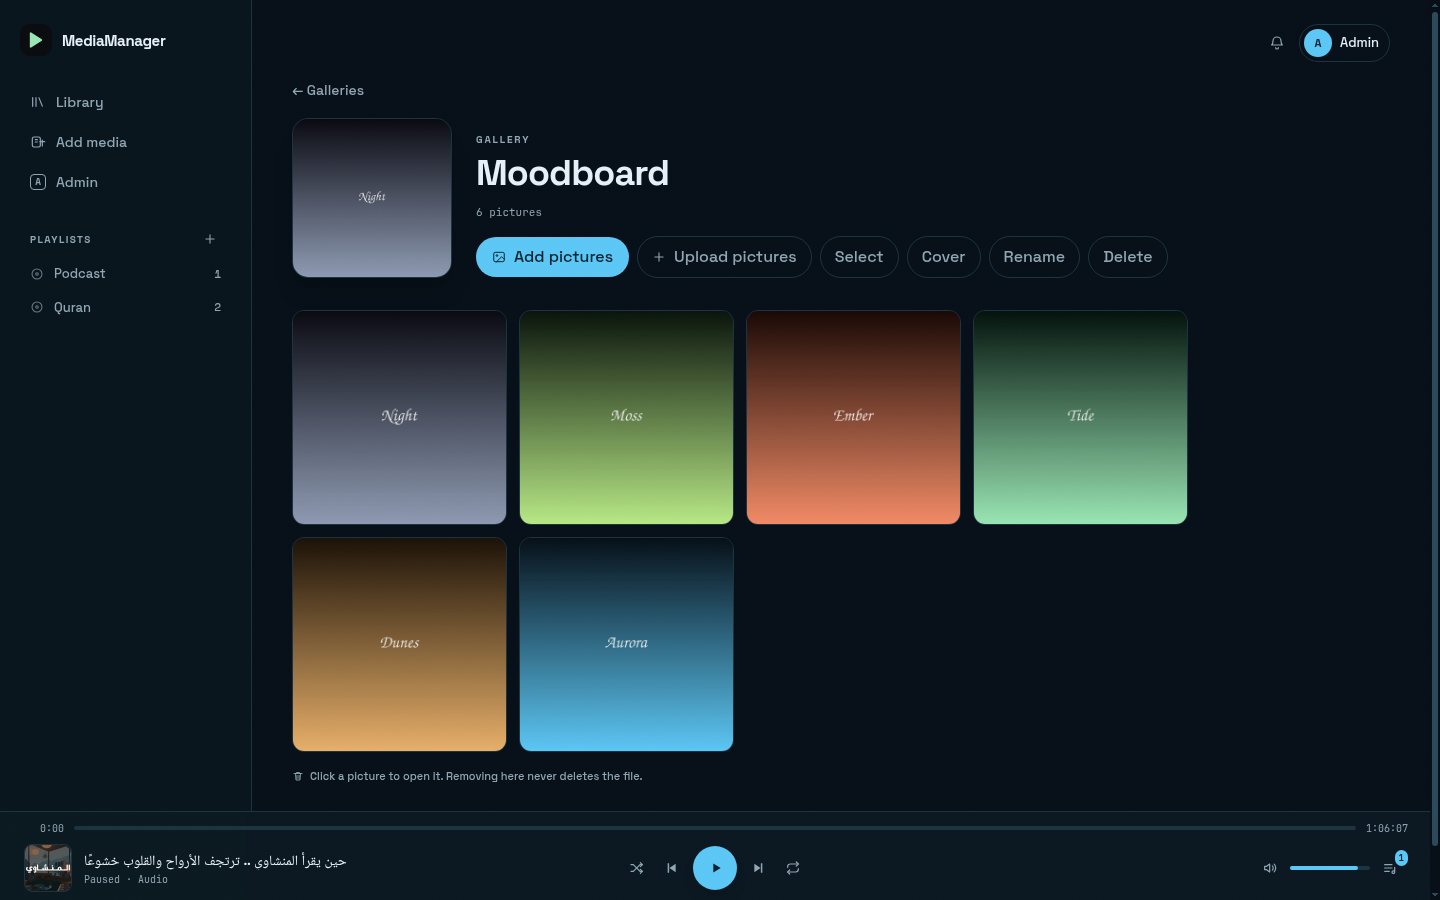 MediaManager
A Admin
Library
Add media
A Admin
PLAYLISTS
Podcast 1
Quran 2
← Galleries
Night
GALLERY
Moodboard
6 pictures
Add pictures
Upload pictures
Select
Cover
Rename
Delete
Night
Moss
Ember
Tide
Dunes
Aurora
Click a picture to open it. Removing here never deletes the file.
0:00
1:06:07
المنشاوي
حين يقرأ المنشاوي .. ترتجف الأرواح والقلوب خشوعًا
Paused · Audio
1